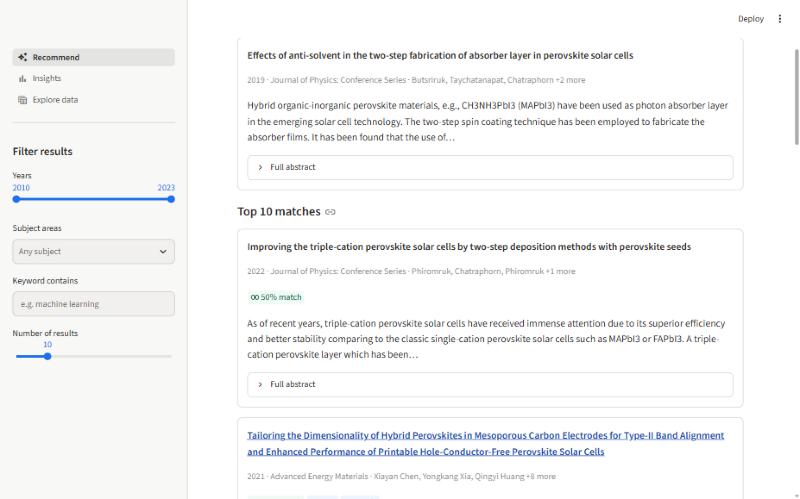 Deploy
Recommend
Insights
Explore data
Filter results
Years
2010 2023
Subject areas
Any subject
Keyword contains
e.g. machine learning
Number of results
10
Effects of anti-solvent in the two-step fabrication of absorber layer in perovskite solar cells
2019 · Journal of Physics: Conference Series · Butsriruk, Taychatanapat, Chatraphorn +2 more
Hybrid organic-inorganic perovskite materials, e.g., CH3NH3PbI3 (MAPbI3) have been used as photon absorber layer
in the emerging solar cell technology. The two-step spin coating technique has been employed to fabricate the
absorber films. It has been found that the use of…
Full abstract
Top 10 matches
Improving the triple-cation perovskite solar cells by two-step deposition methods with perovskite seeds
2022 · Journal of Physics: Conference Series · Phiromruk, Chatraphorn, Phiromruk +1 more
50% match
As of recent years, triple-cation perovskite solar cells have received immense attention due to its superior efficiency
and better stability comparing to the classic single-cation perovskite solar cells such as MAPbI3 or FAPbI3. A triple-
cation perovskite layer which has been…
Full abstract
Tailoring the Dimensionality of Hybrid Perovskites in Mesoporous Carbon Electrodes for Type-II Band Alignment
and Enhanced Performance of Printable Hole-Conductor-Free Perovskite Solar Cells
2021 · Advanced Energy Materials · Xiayan Chen, Yongkang Xia, Qingyi Huang +8 more